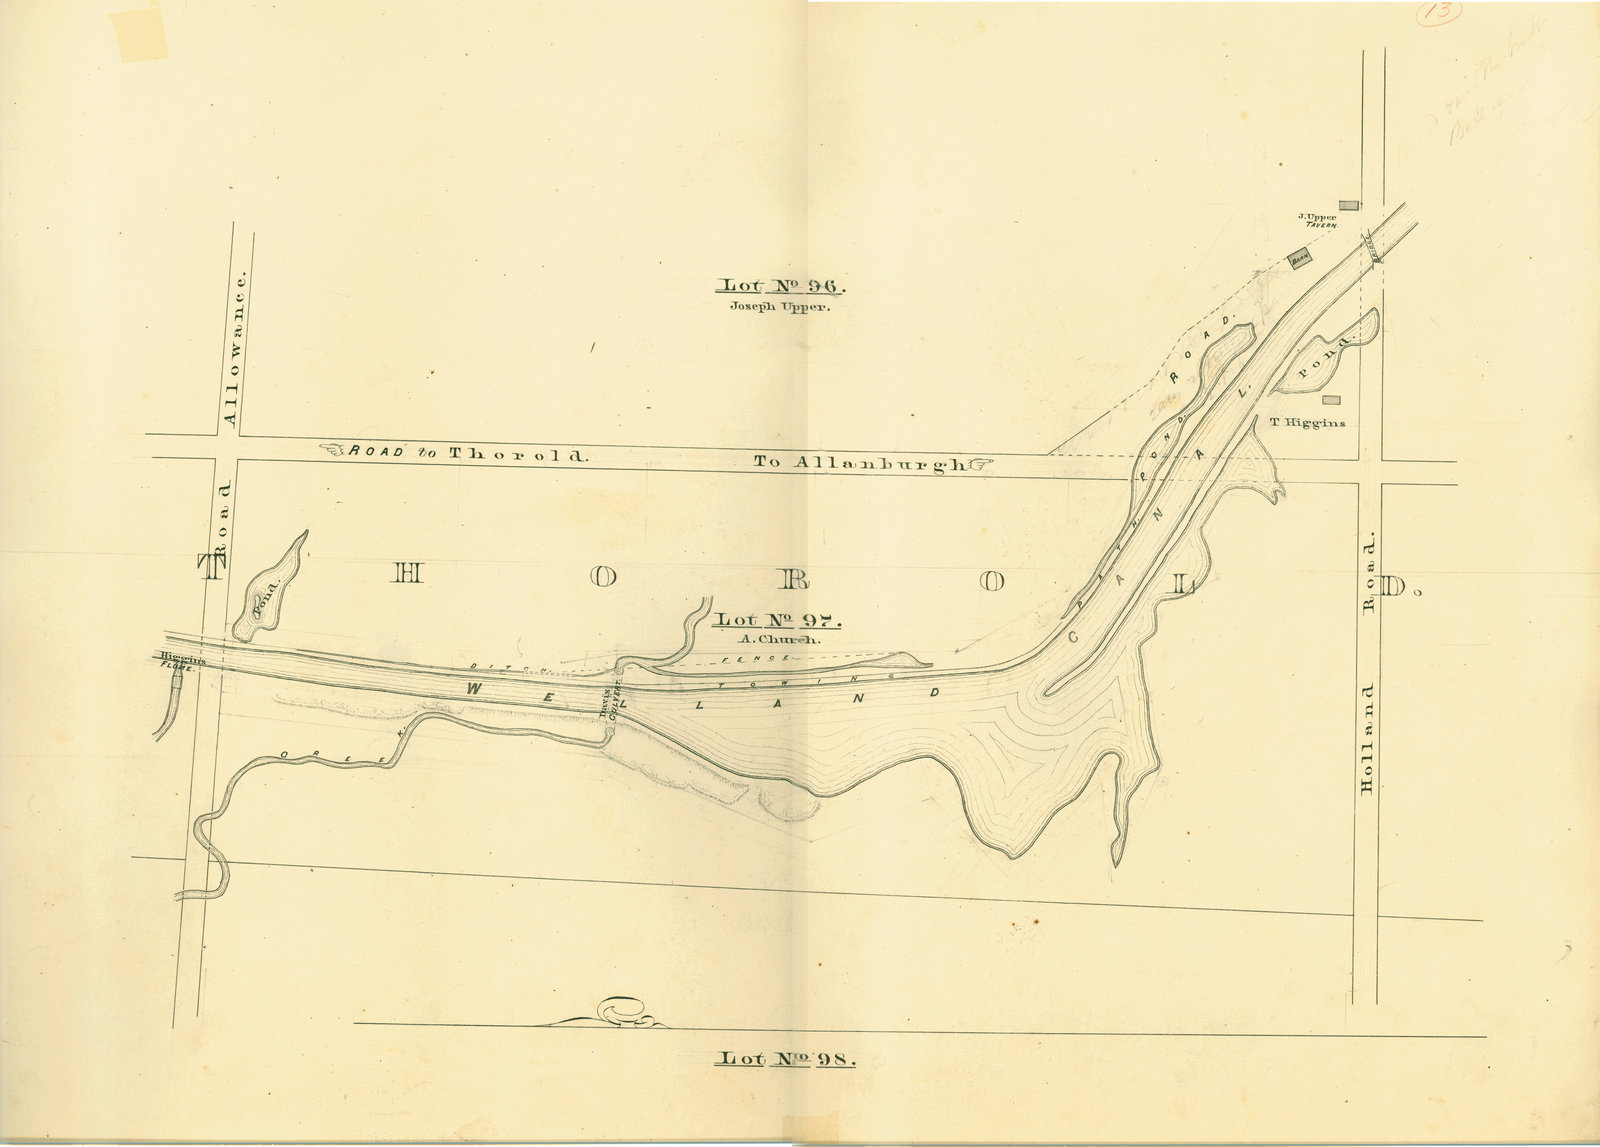 13
J. Upper
TAVERN.
BARN
BRIDGE
Lot No 96.
Joseph Upper.
ROAD.
Pond.
T Higgins
Road Allowance.
ROAD to Thorold.
To Allanburgh
POND.
Pond.
THOROLD.
Lot No 97.
A. Church.
Higgins
FLUME.
DITCH.
FENCE
TOWING PATH.
WELLAND CANAL.
CULVERT.
CREEK.
Holland Road.
Lot No 98.